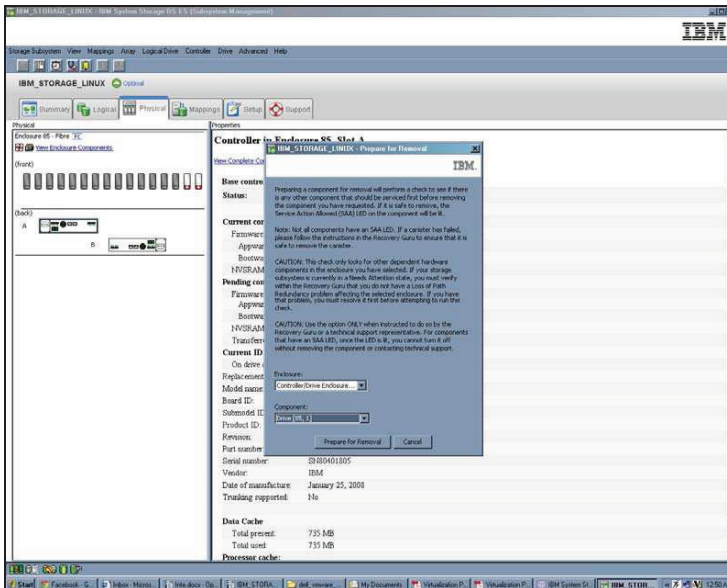 IBM_STORAGE_LINUX - IBM System Storage DS ES (Subsystem Management)
IBM
Storage Subsystem View Mappings Array Logical Drive Controller Drive Advanced Help
IBM_STORAGE_LINUX Optimal
Summary Logical Physical Mappings Setup Support
Physical
Properties
Enclosure 85 - Fibre
View Enclosure Components
(front)
(back)
A
B
Controller in Enclosure 85, Slot A
View Complete
Base
Status:
Current
Firmware
NVSRAM
Pending
Firmware
NVSRAM
Current ID
On drive
Replacement
Model name
Board ID:
Submodel ID
Product ID:
Revision:
Part number
Serial number: SN80401805
Vendor: IBM
Date of manufacture: January 25, 2008
Trunking supported: No
Data Cache
Total present: 735 MB
Total used: 735 MB
Processor cache:
IBM_STORAGE_LINUX - Prepare for Removal
IBM.
Preparing a component for removal will perform a check to see if there
is any other component that should be serviced first before removing
the component you have requested. If it is safe to remove, the
Service Action Allowed (SAA) LED on the component will be lit.
Note: Not all components have an SAA LED. If a canister has failed,
please follow the instructions in the Recovery Guru to ensure that it is
safe to remove the canister.
CAUTION: This check only looks for other dependent hardware
components in the enclosure you have selected. If your storage
subsystem is currently in a Needs Attention state, you must verify
within the Recovery Guru that you do not have a Loss of Path
Redundancy problem affecting the selected enclosure. If you have
that problem, you must resolve it first before attempting to run this
check.
CAUTION: Use the option ONLY when instructed to do so by the
Recovery Guru or a technical support representative. For components
that have an SAA LED, once the LED is lit, you cannot turn it off
without removing the component or contacting technical support.
Enclosure:
Controller/Drive Enclosure...
Component:
Drive [85, 1]
Prepare for Removal Cancel
Start Facebook - G... Inbox - Micros... Op... IBM_STORA... dell_vmware_... My Documents Virtualization P... Virtualization P... IBM System St... IBM_STOR...